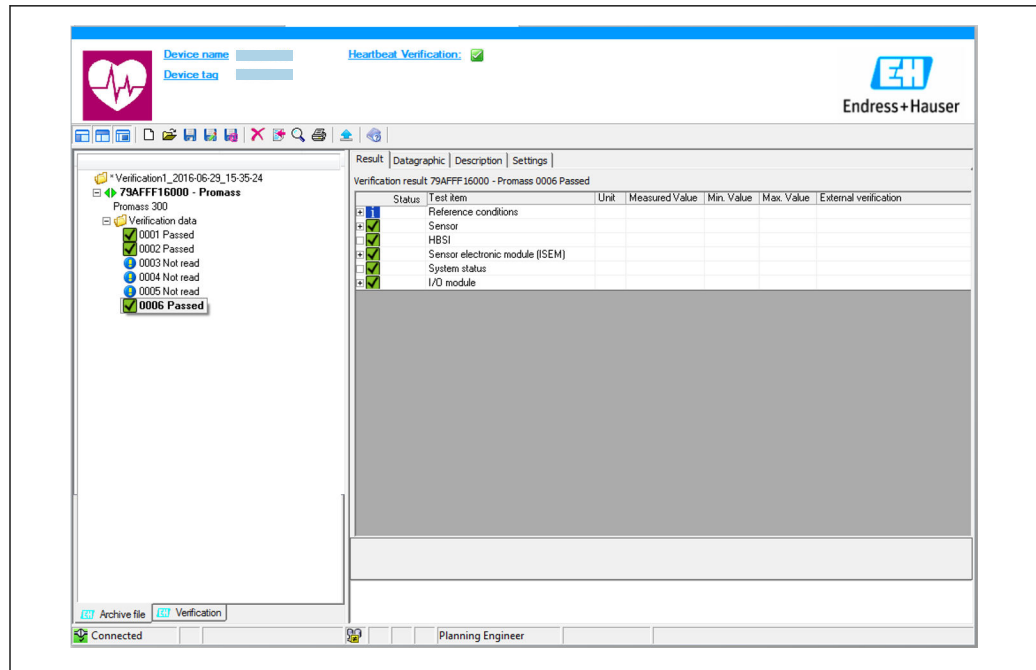 Device name
Heartbeat Verification:
Device tag
Endress+Hauser
Result Datagraphic Description Settings
Verification result 79AFFF16000 - Promass 0006 Passed
Status Test item Unit Measured Value Min. Value Max. Value External verification
Reference conditions
Sensor
HBSI
Sensor electronic module (ISEM)
System status
I/O module
* Verification1_2016-06-29_15-35-24
79AFFF16000 - Promass
Promass 300
Verification data
0001 Passed
0002 Passed
0003 Not read
0004 Not read
0005 Not read
0006 Passed
Archive file Verification
Connected Planning Engineer